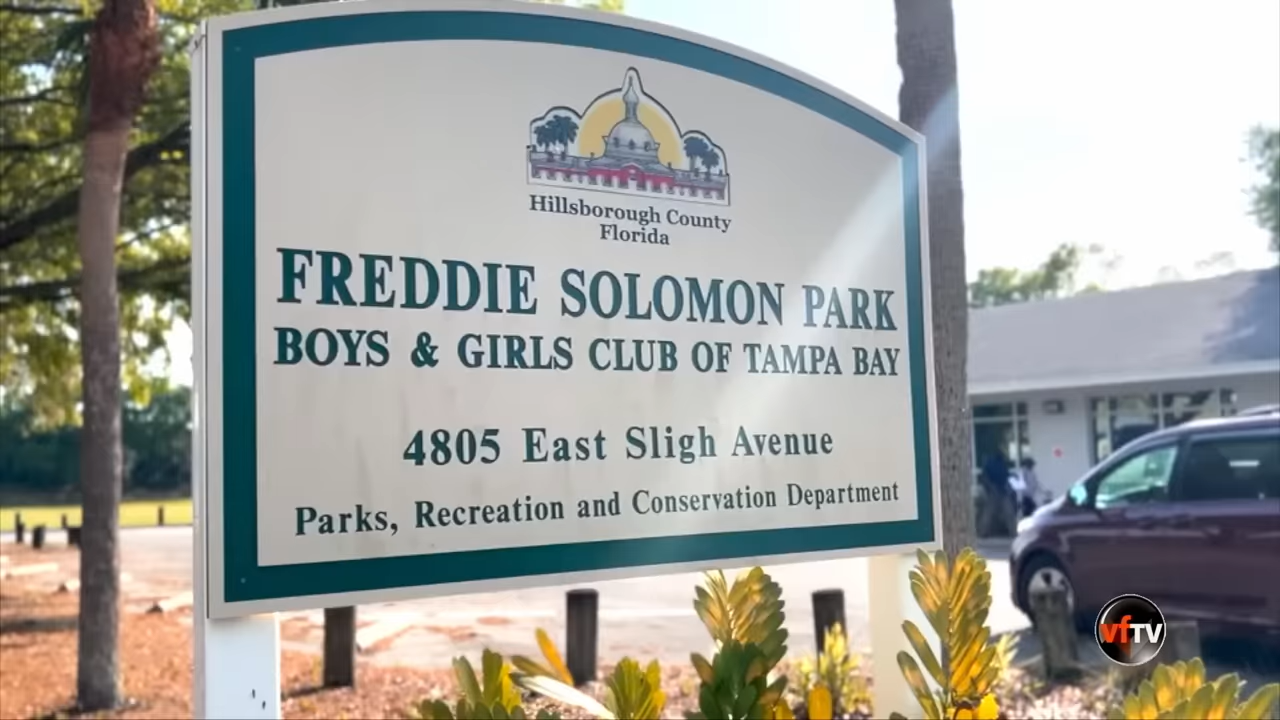 Hillsborough County
Florida
FREDDIE SOLOMON PARK
BOYS & GIRLS CLUB OF TAMPA BAY
4805 East Sligh Avenue
Parks, Recreation and Conservation Department
vfTV